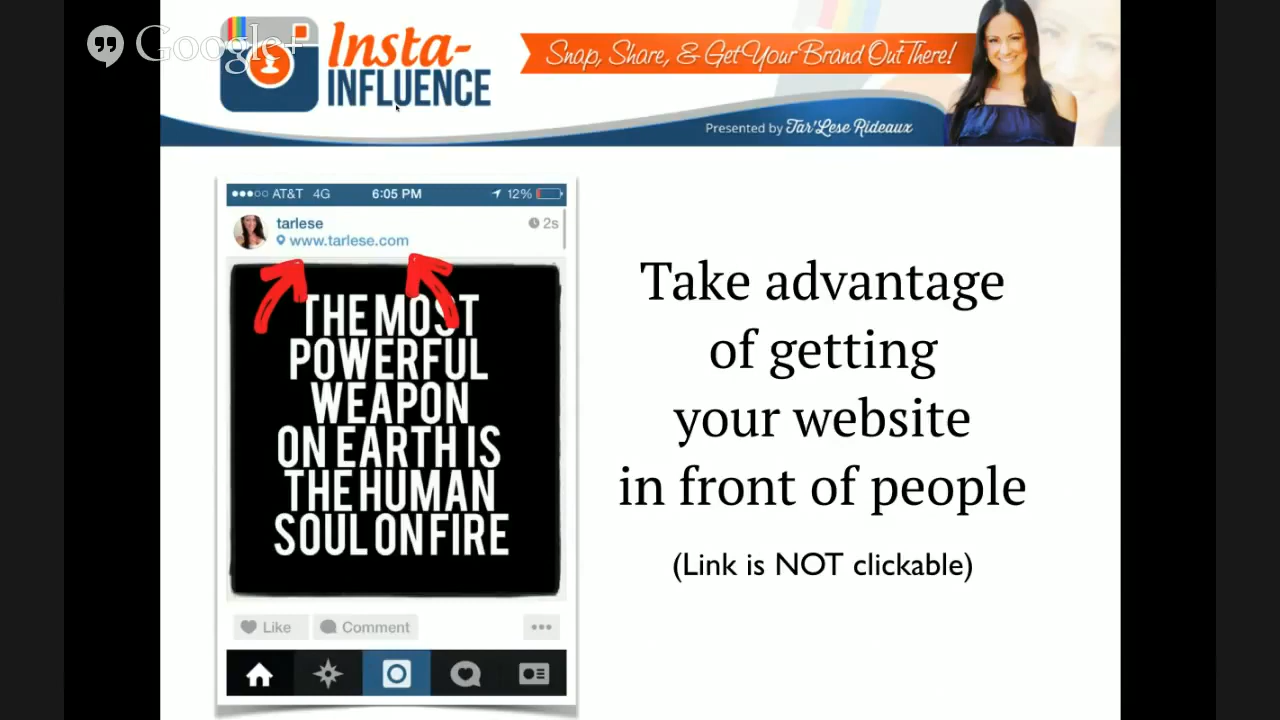 Google+
Insta-
INFLUENCE
Snap, Share, & Get Your Brand Out There!
Presented by Tar'Lese Rideaux
AT&T 4G 6:05 PM 12%
tarlese
2s
www.tarlese.com
THE MOST
POWERFUL
WEAPON
ON EARTH IS
THE HUMAN
SOUL ON FIRE
Like Comment
Take advantage
of getting
your website
in front of people
(Link is NOT clickable)